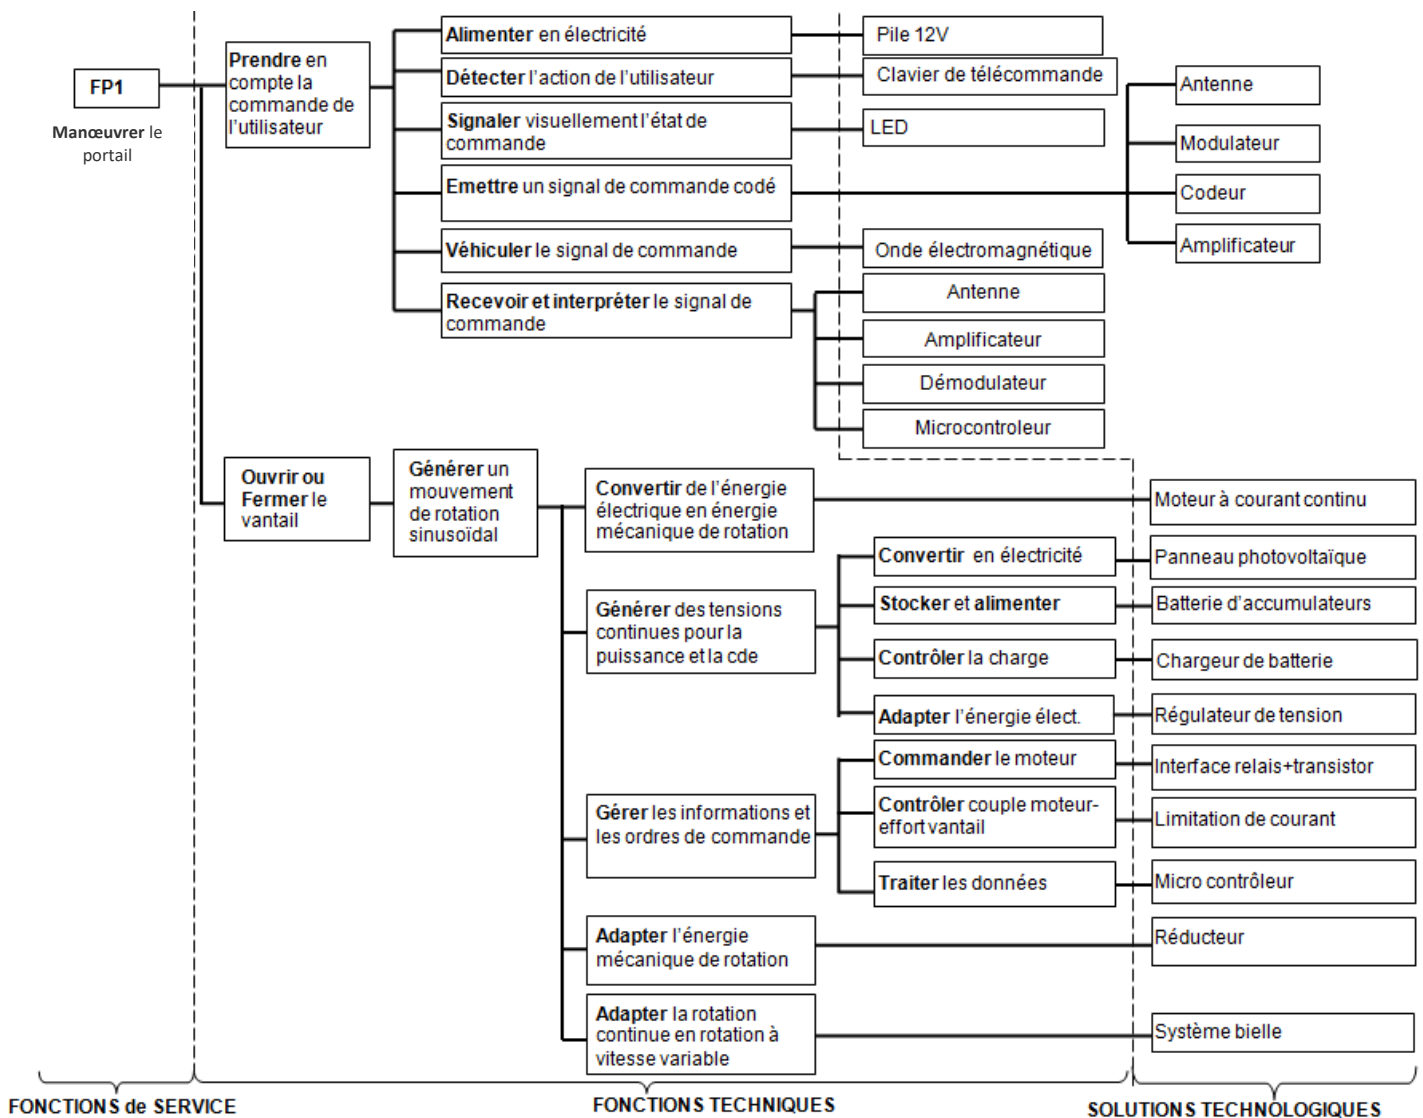 FP1
Manœuvrer le
portail
Prendre en
compte la
commande de
l'utilisateur
Alimenter en électricité
Pile 12V
Détecter l'action de l'utilisateur
Clavier de télécommande
Signaler visuellement l'état de
commande
LED
Emettre un signal de commande codé
Antenne
Modulateur
Codeur
Amplificateur
Véhiculer le signal de commande
Onde électromagnétique
Recevoir et interpréter le signal de
commande
Antenne
Amplificateur
Démodulateur
Microcontroleur
Ouvrir ou
Fermer le
vantail
Générer un
mouvement
de rotation
sinusoïdal
Convertir de l'énergie
électrique en énergie
mécanique de rotation
Moteur à courant continu
Générer des tensions
continues pour la
puissance et la cde
Convertir en électricité
Panneau photovoltaïque
Stocker et alimenter
Batterie d'accumulateurs
Contrôler la charge
Chargeur de batterie
Adapter l'énergie élect.
Régulateur de tension
Gérer les informations et
les ordres de commande
Commander le moteur
Interface relais+transistor
Contrôler couple moteur-
effort vantail
Limitation de courant
Traiter les données
Micro contrôleur
Adapter l'énergie
mécanique de rotation
Réducteur
Adapter la rotation
continue en rotation à
vitesse variable
Système bielle
FONCTIONS de SERVICE
FONCTIONS TECHNIQUES
SOLUTIONS TECHNOLOGIQUES